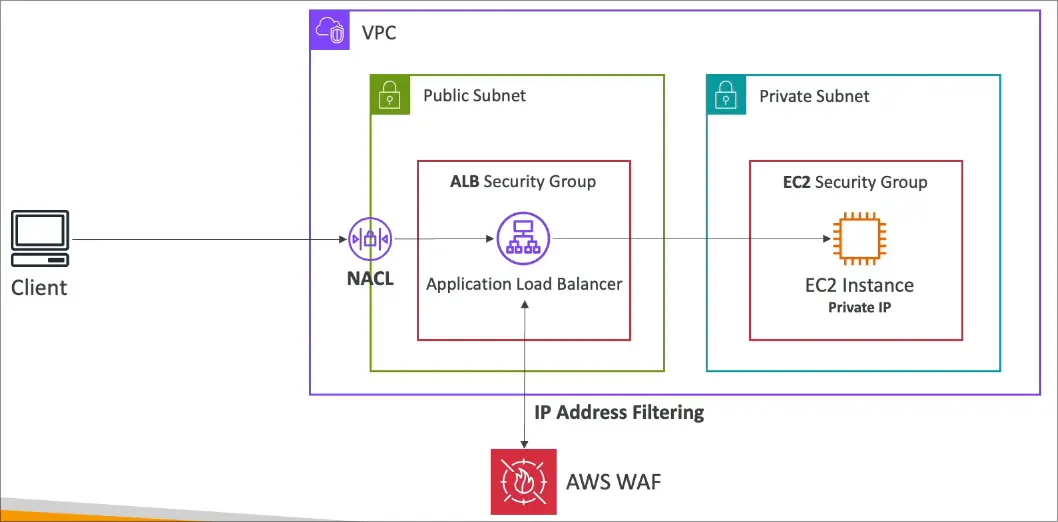 VPC
Public Subnet
Private Subnet
ALB Security Group
EC2 Security Group
Client
NACL
Application Load Balancer
EC2 Instance
Private IP
IP Address Filtering
AWS WAF